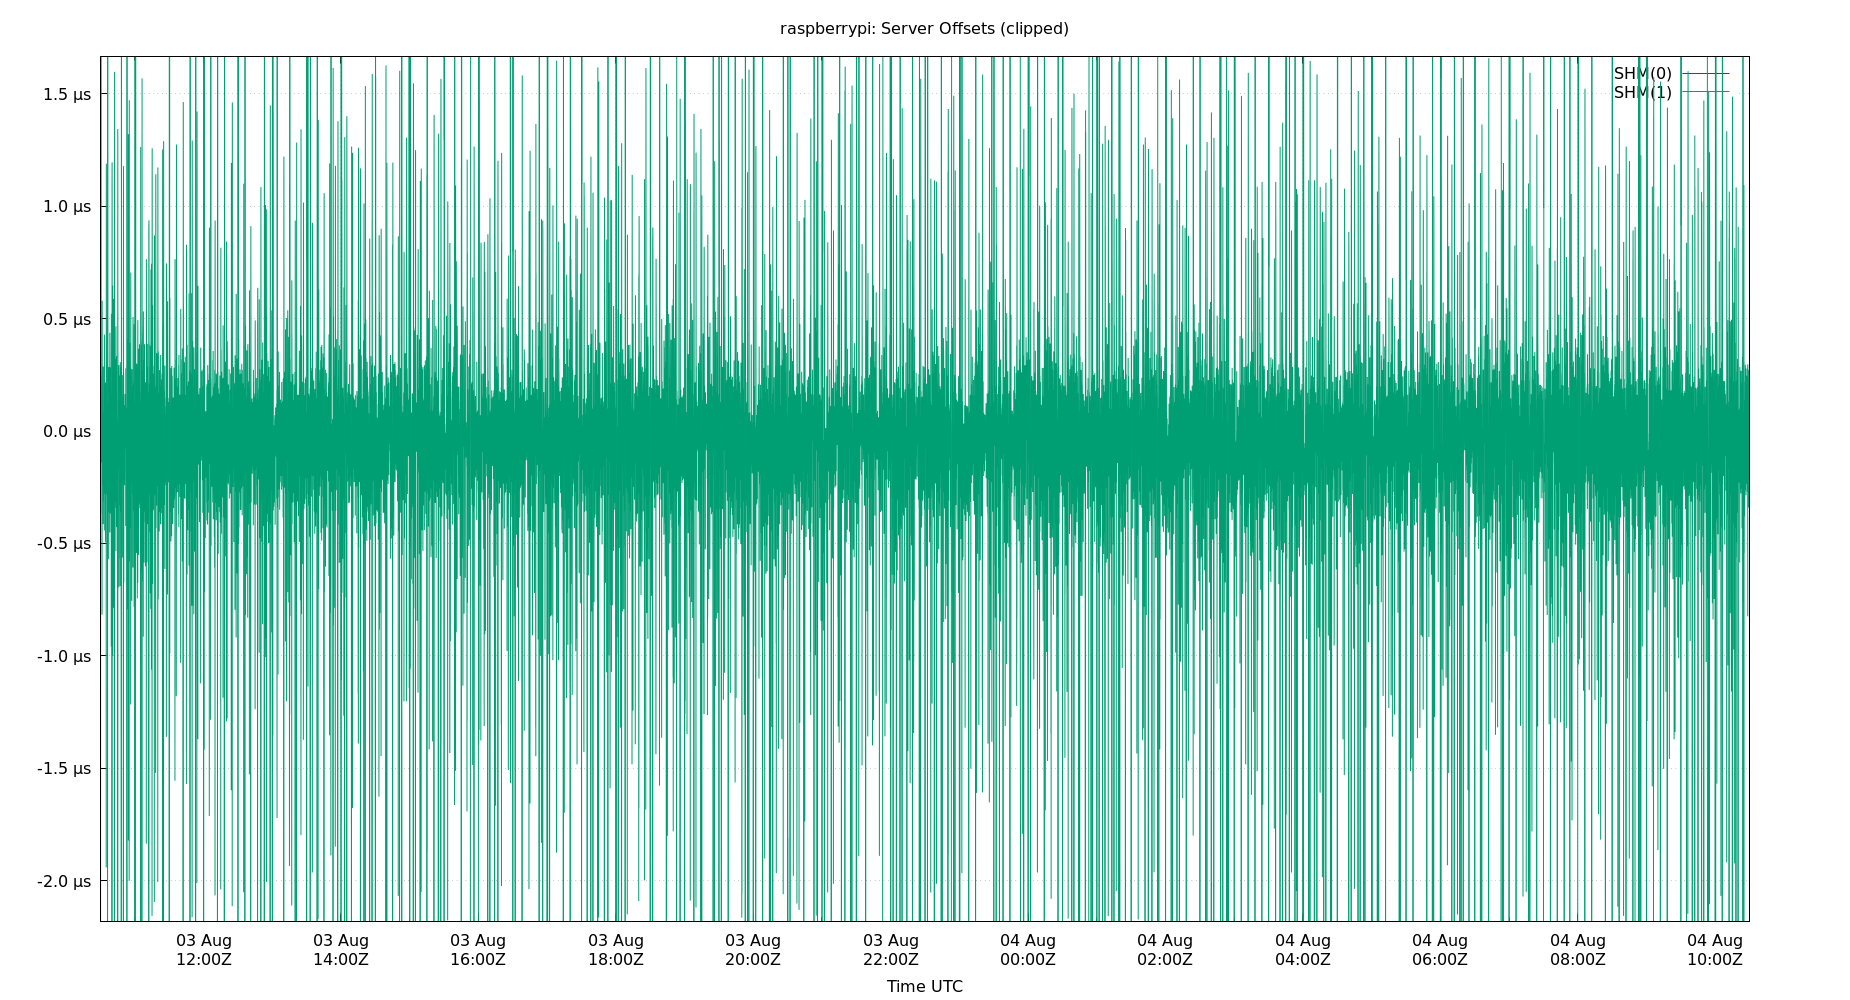 raspberrypi: Server Offsets (clipped)
SHM(0)
SHM(1)
1.5 µs
1.0 µs
0.5 µs
0.0 µs
-0.5 µs
-1.0 µs
-1.5 µs
-2.0 µs
03 Aug 03 Aug 03 Aug 03 Aug 03 Aug 03 Aug 04 Aug 04 Aug 04 Aug 04 Aug 04 Aug 04 Aug
12:00Z 14:00Z 16:00Z 18:00Z 20:00Z 22:00Z 00:00Z 02:00Z 04:00Z 06:00Z 08:00Z 10:00Z
Time UTC